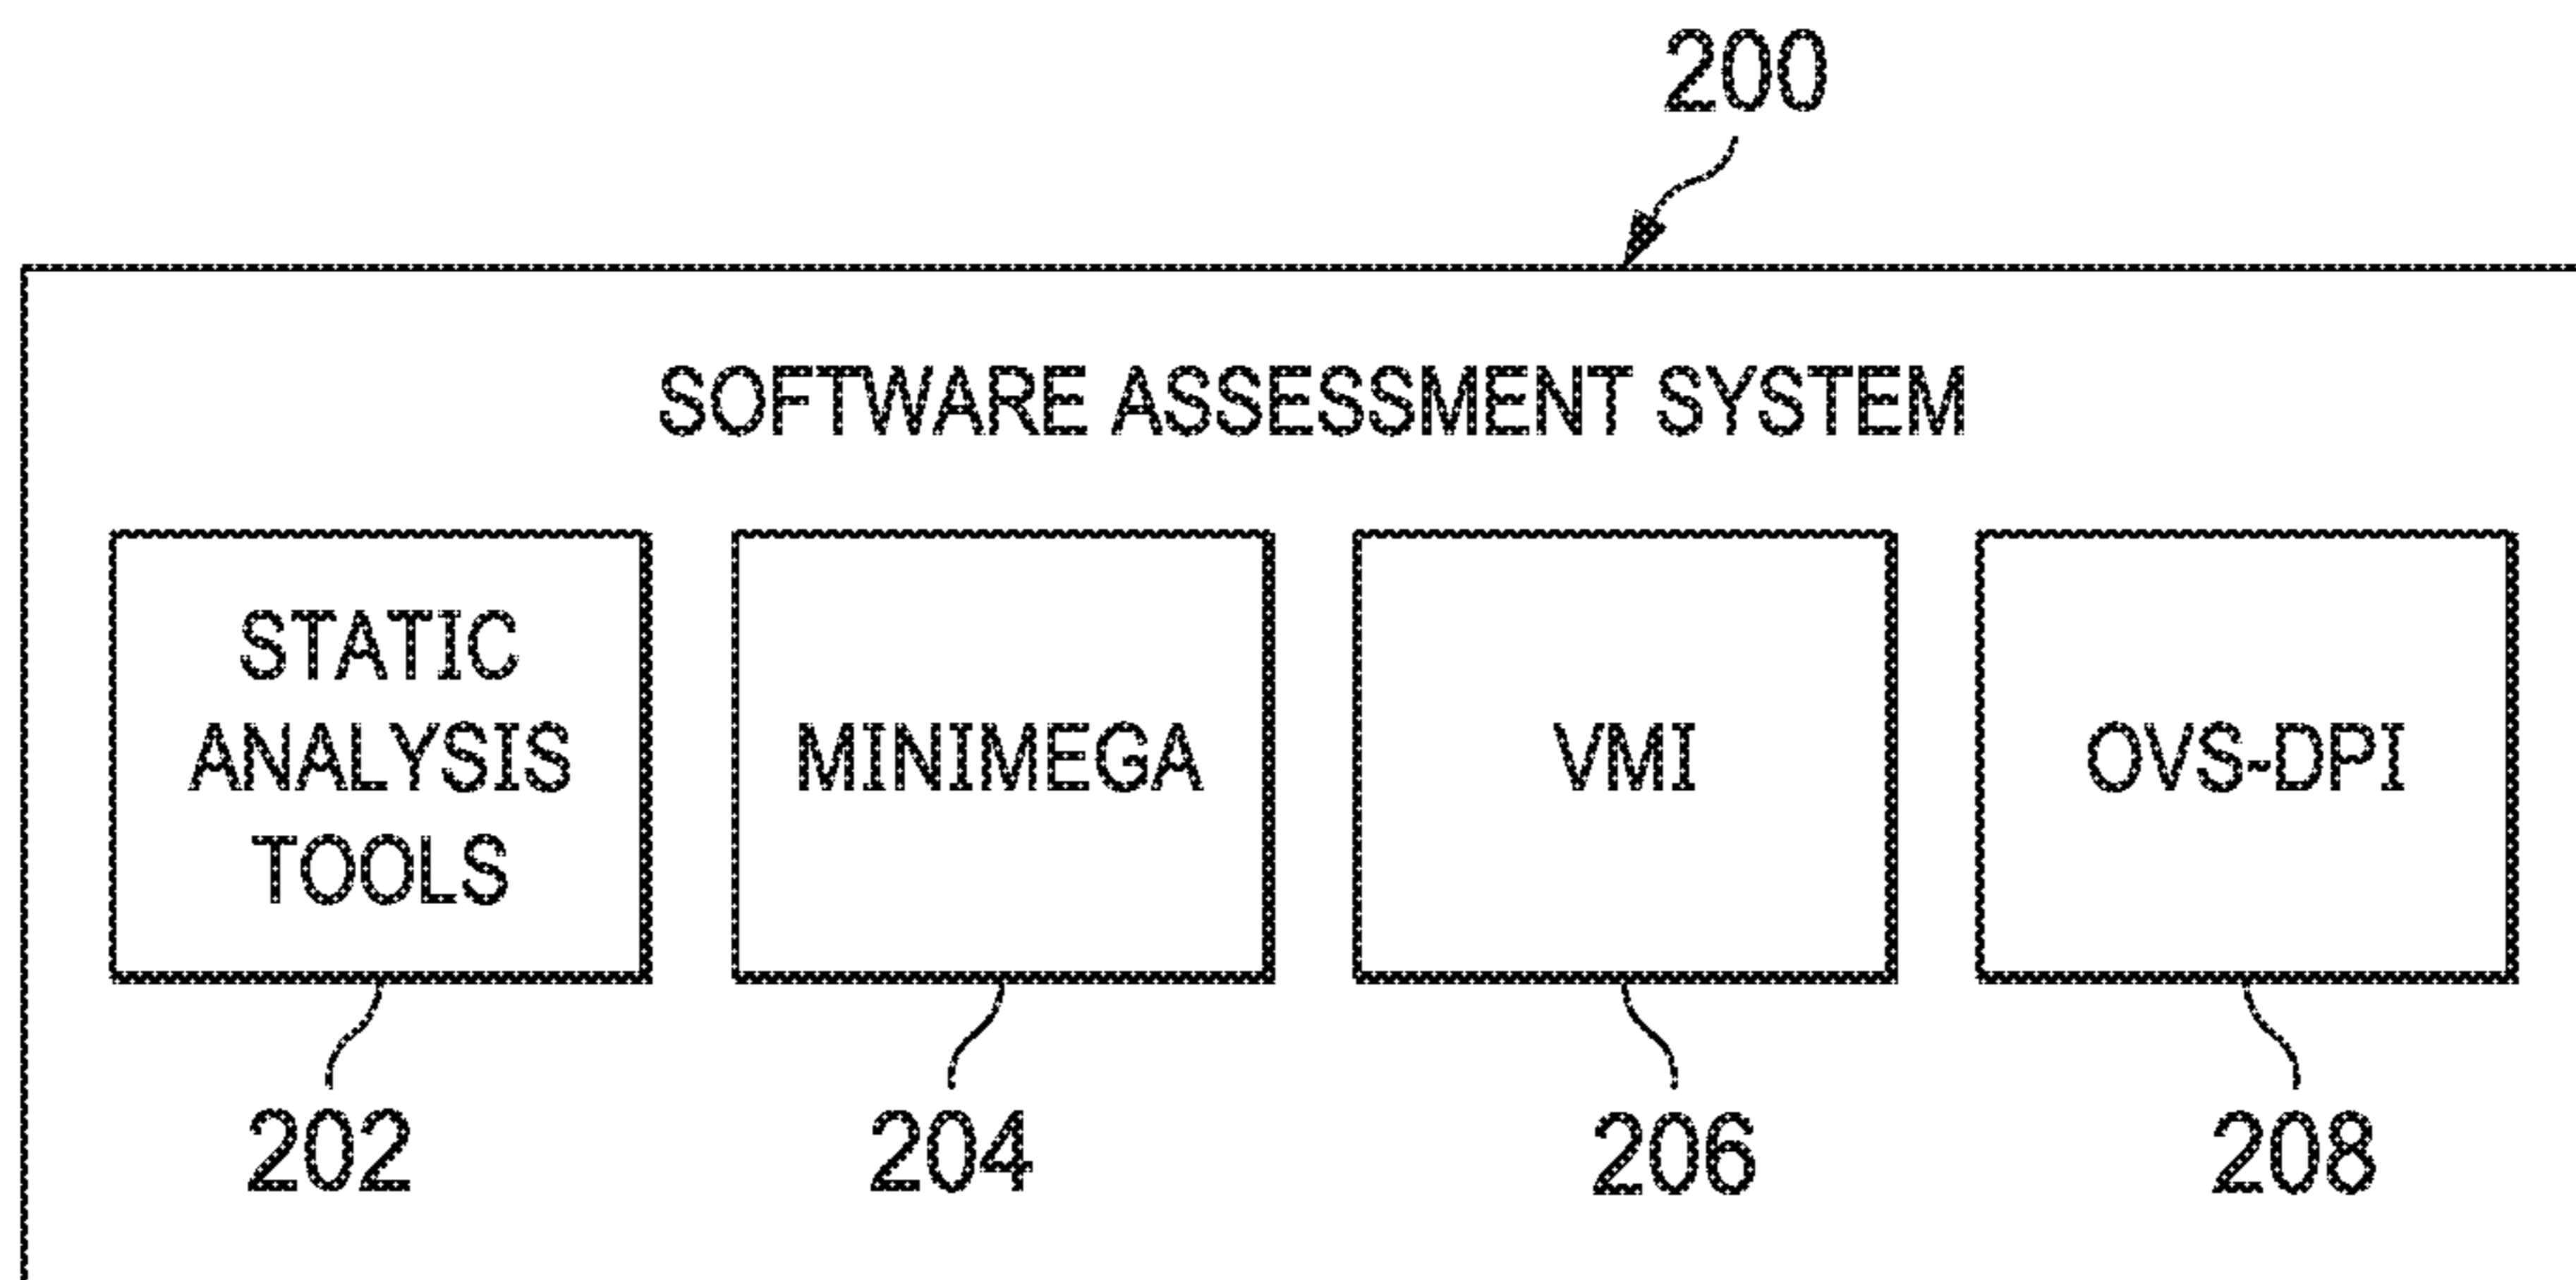 200
SOFTWARE ASSESSMENT SYSTEM
STATIC
ANALYSIS
TOOLS
MINIMEGA
VMI
OVS-DPI
202
204
206
208